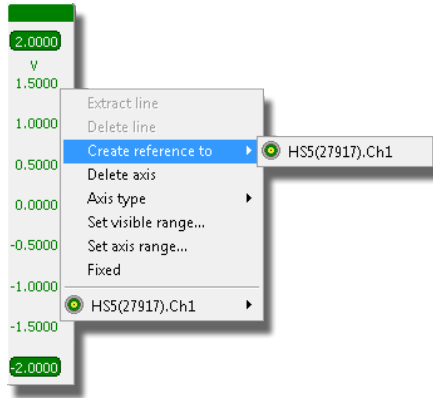 2.0000
V
1.5000
1.0000
0.5000
0.0000
-0.5000
-1.0000
-1.5000
-2.0000
Extract line
Delete line
Create reference to
Delete axis
Axis type
Set visible range...
Set axis range...
Fixed
HS5(27917).Ch1
HS5(27917).Ch1